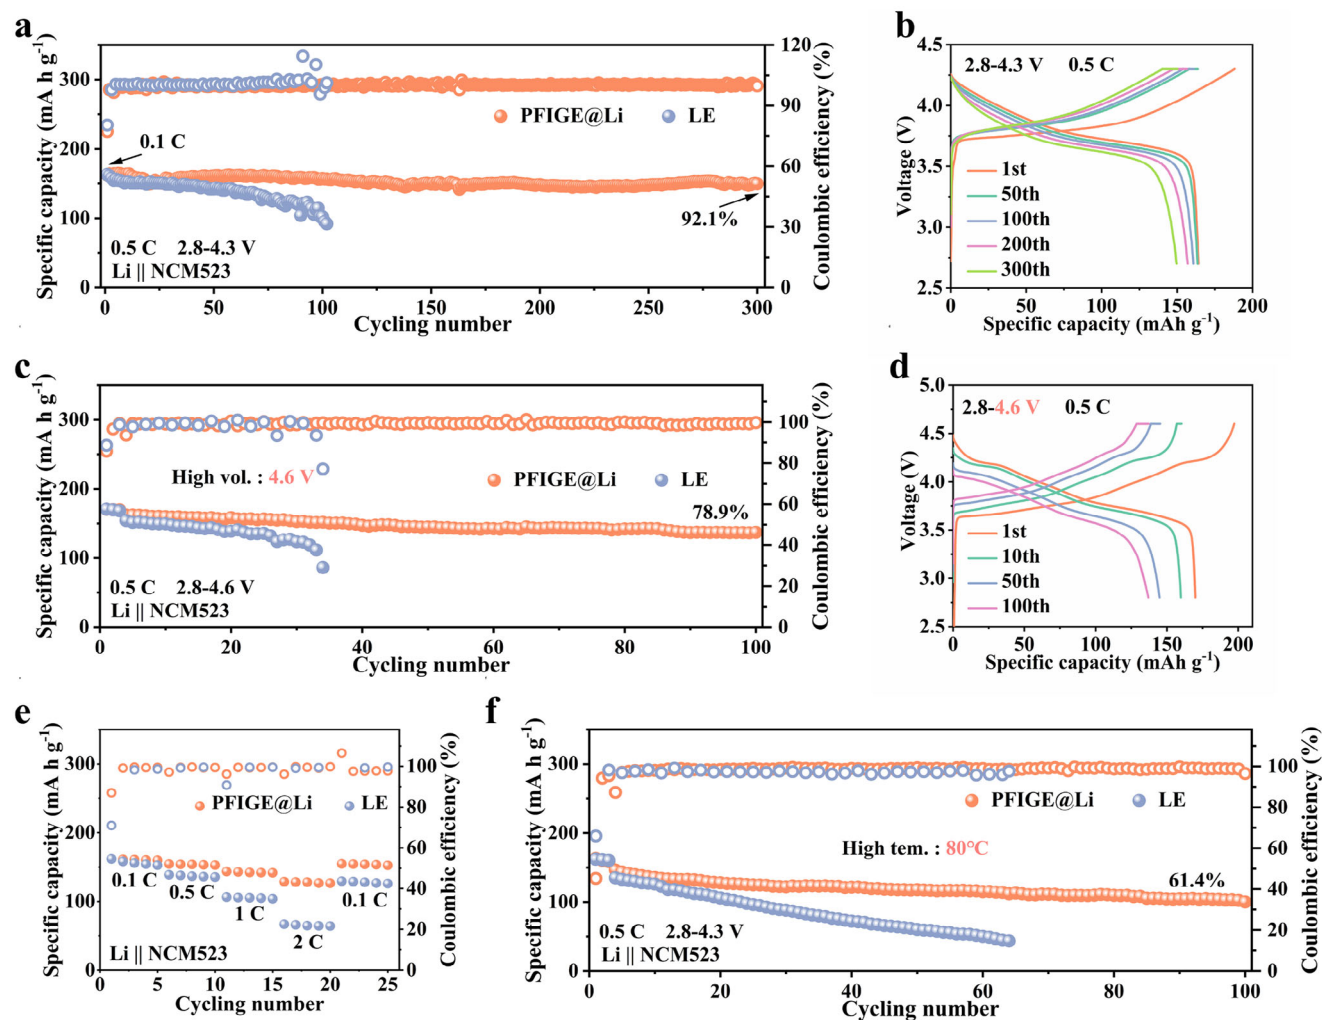 a
Specific capacity (mA h g-1)
300
200
100
0
0.1 C
PFIGE@Li
LE
92.1%
0.5 C 2.8-4.3 V
Li || NCM523
0
50
100
150
200
250
300
Cycling number
120
90
60
30
0
Coulombic efficiency (%)
b
Voltage (V)
4.5
4.0
3.5
3.0
2.5
2.8-4.3 V 0.5 C
1st
50th
100th
200th
300th
0
50
100
150
200
Specific capacity (mAh g-1)
c
Specific capacity (mA h g-1)
300
200
100
0
High vol. : 4.6 V
PFIGE@Li
LE
78.9%
0.5 C 2.8-4.6 V
Li || NCM523
0
20
40
60
80
100
Cycling number
100
80
60
40
20
0
Coulombic efficiency (%)
d
Voltage (V)
5.0
4.5
4.0
3.5
3.0
2.5
2.8-4.6 V 0.5 C
1st
10th
50th
100th
0
50
100
150
200
Specific capacity (mAh g-1)
e
Specific capacity (mA h g-1)
300
200
100
0
PFIGE@Li
LE
0.1 C
0.5 C
1 C
2 C
0.1 C
Li || NCM523
0
5
10
15
20
25
Cycling number
100
80
60
40
20
0
Coulombic efficiency (%)
f
Specific capacity (mA h g-1)
300
200
100
0
PFIGE@Li
LE
High tem. : 80°C
61.4%
0.5 C 2.8-4.3 V
Li || NCM523
0
20
40
60
80
100
Cycling number
100
80
60
40
20
0
Coulombic efficiency (%)